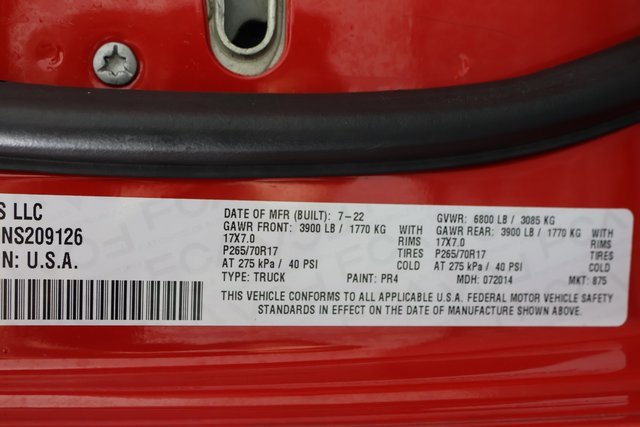 S LLC
NS209126
N: U.S.A.
DATE OF MFR (BUILT): 7-22 GVWR: 6800 LB / 3085 KG
GAWR FRONT: 3900 LB / 1770 KG WITH GAWR REAR: 3900 LB / 1770 KG WITH
17X7.0 RIMS 17X7.0 RIMS
P265/70R17 TIRES P265/70R17 TIRES
AT 275 kPa / 40 PSI COLD AT 275 kPa / 40 PSI COLD
TYPE: TRUCK PAINT: PR4 MDH: 072014 MKT: 875
THIS VEHICLE CONFORMS TO ALL APPLICABLE U.S.A. FEDERAL MOTOR VEHICLE SAFETY
STANDARDS IN EFFECT ON THE DATE OF MANUFACTURE SHOWN ABOVE.